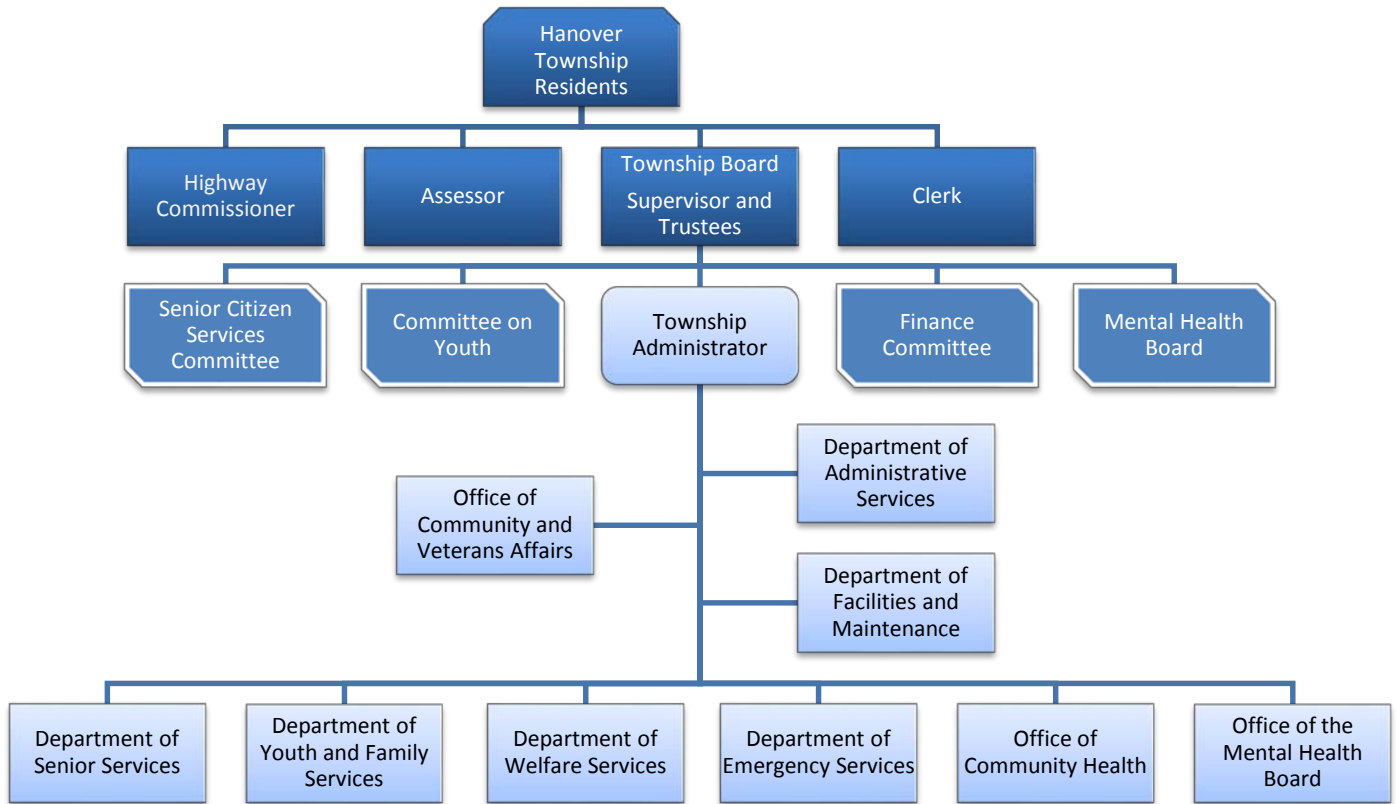 Hanover
Township
Residents
Highway
Commissioner
Assessor
Township Board
Supervisor and
Trustees
Clerk
Senior Citizen
Services
Committee
Committee on
Youth
Township
Administrator
Finance
Committee
Mental Health
Board
Department of
Administrative
Services
Office of
Community and
Veterans Affairs
Department of
Facilities and
Maintenance
Department of
Senior Services
Department of
Youth and Family
Services
Department of
Welfare Services
Department of
Emergency Services
Office of
Community Health
Office of the
Mental Health
Board